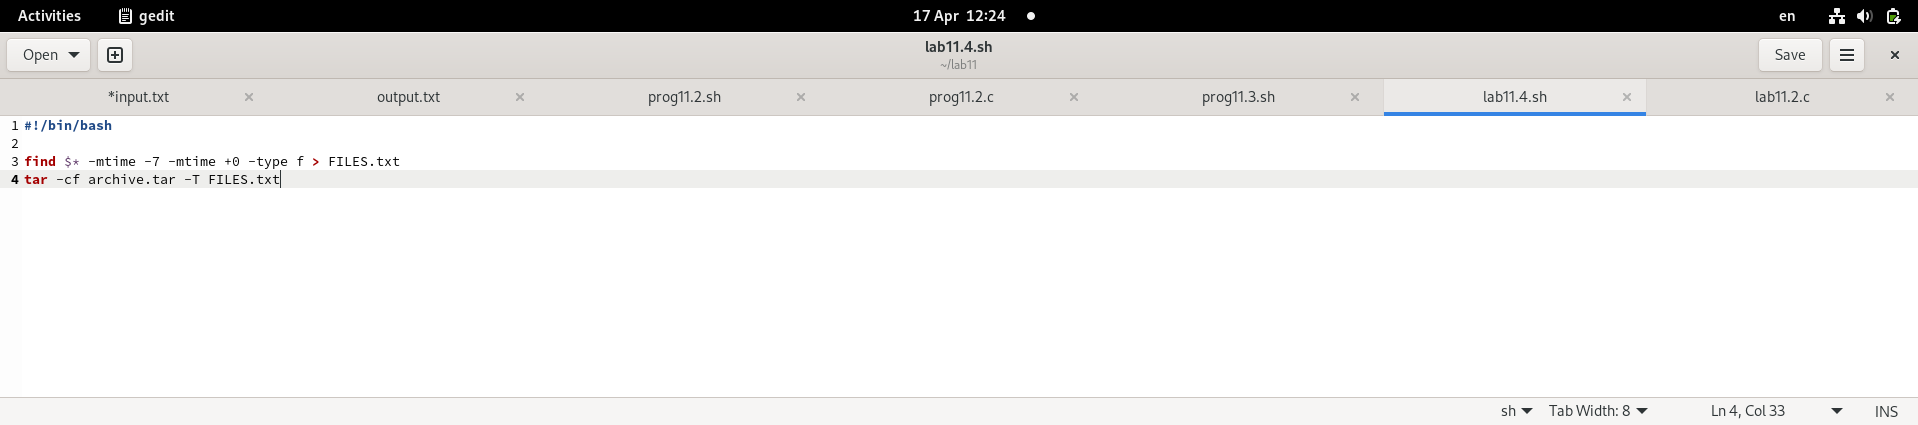 Activities gedit 17 Apr 12:24 en
Open lab11.4.sh Save
~/lab11
*input.txt output.txt prog11.2.sh prog11.2.c prog11.3.sh lab11.4.sh lab11.2.c
1 #!/bin/bash
2
3 find $* -mtime -7 -mtime +0 -type f > FILES.txt
4 tar -cf archive.tar -T FILES.txt
sh Tab Width: 8 Ln 4, Col 33 INS